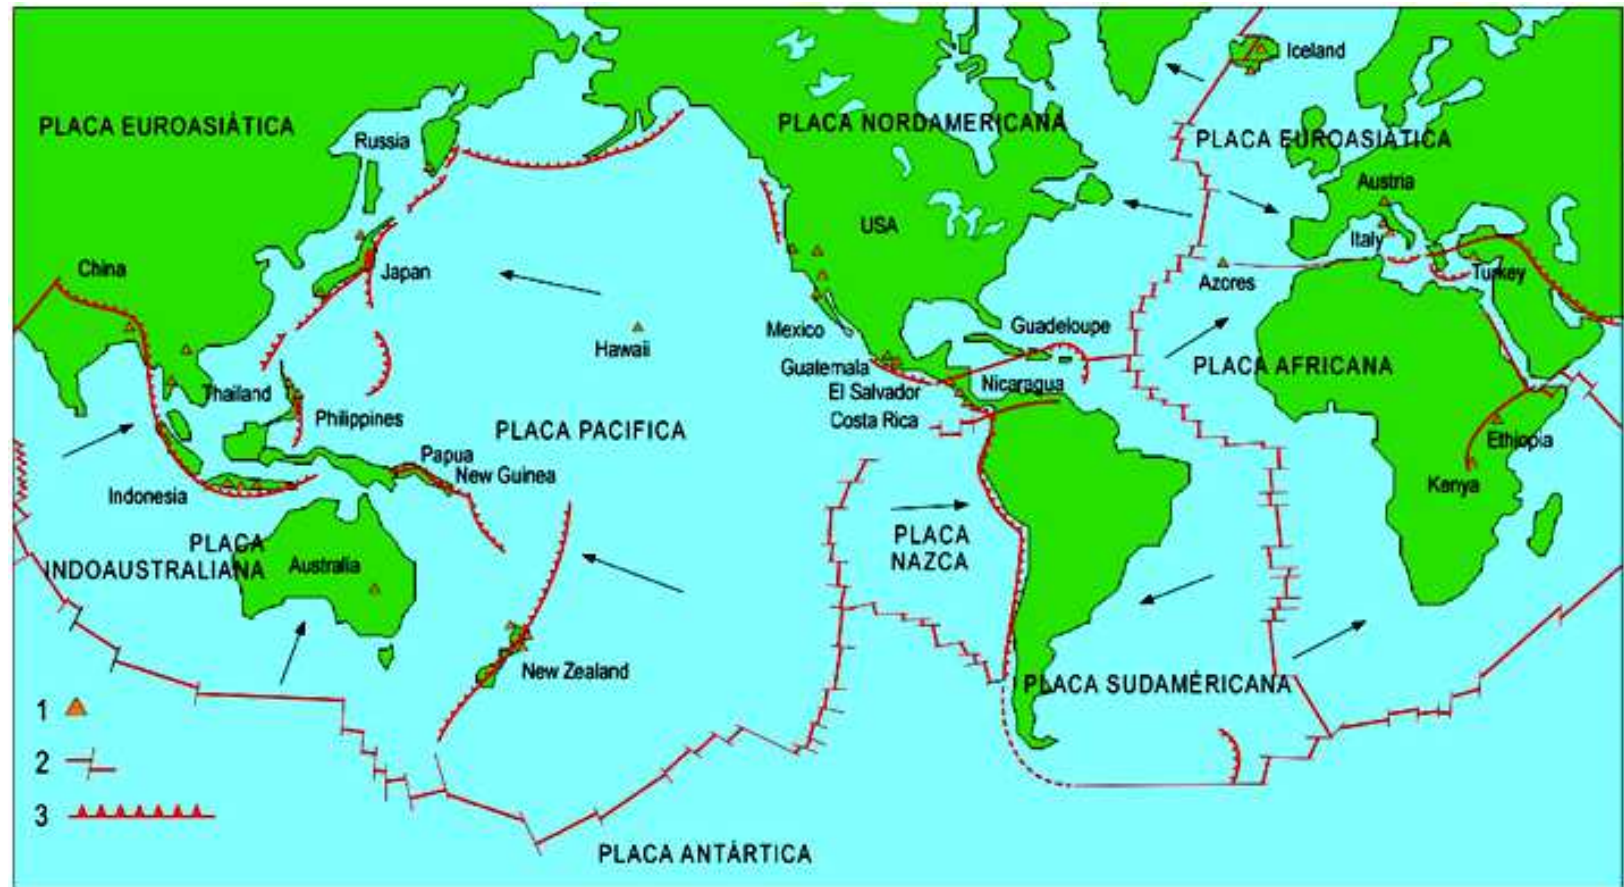 Iceland
PLACA EUROASIÁTICA
PLACA NORDAMERICANA
PLACA EUROASIÁTICA
Russia
Austria
USA
Italy
China
Japan
Azores
Turkey
Hawaii
Mexico
Guadeloupe
Guatemala
PLACA AFRICANA
Thailand
El Salvador
Nicaragua
Philippines
PLACA PACIFICA
Costa Rica
Ethiopia
Papua
New Guinea
Kenya
Indonesia
PLACA
INDOAUSTRALIANA
Australia
PLACA
NAZCA
New Zealand
PLACA SUDAMÉRICANA
1
2
3
PLACA ANTÁRTICA